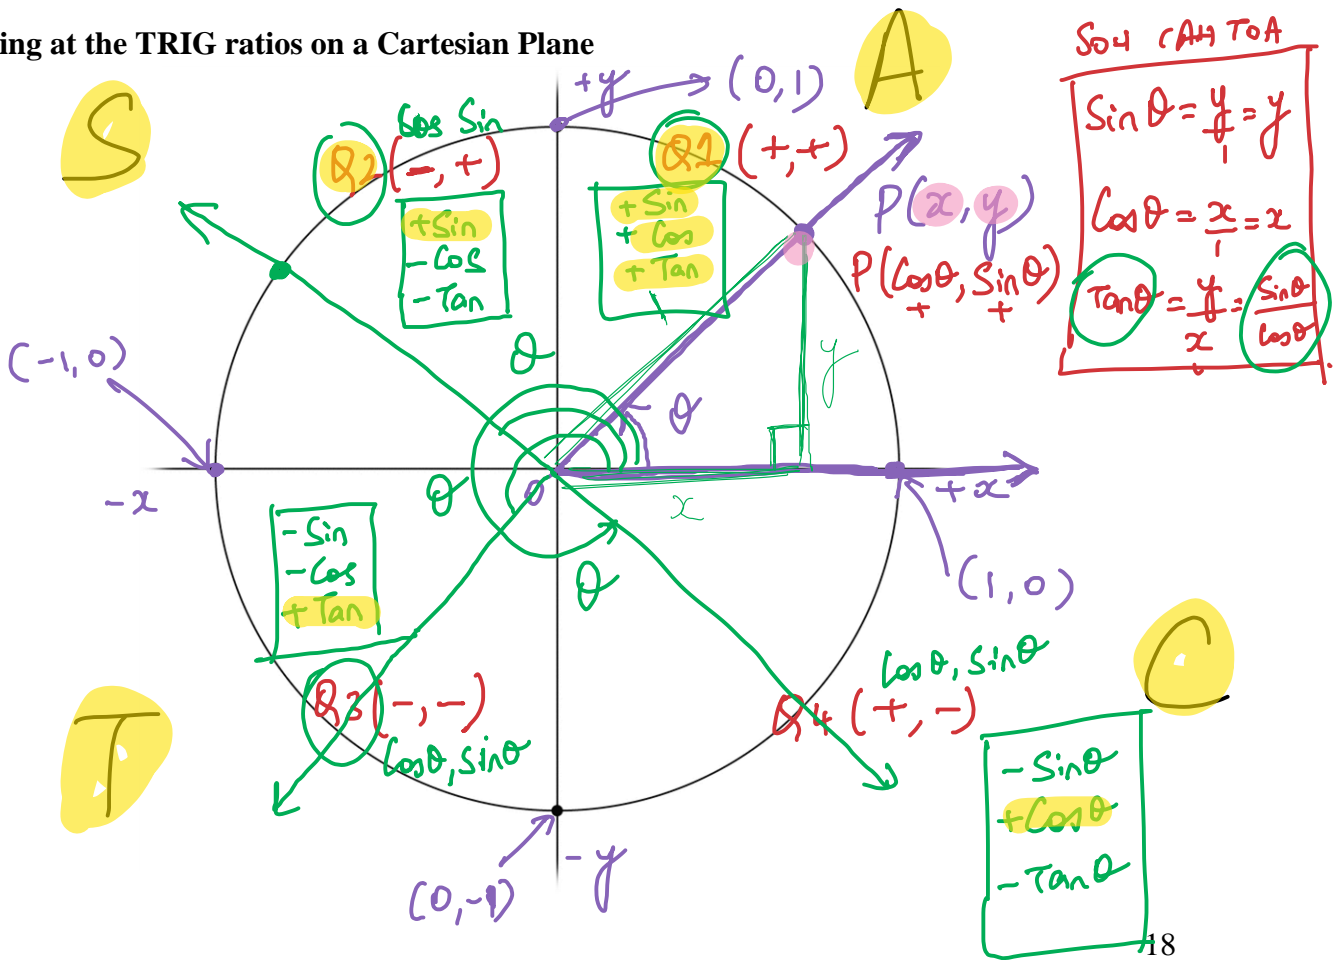 ing at the TRIG ratios on a Cartesian Plane
SOH CAH TOA
Sin θ = y/1 = y
Cos θ = x/1 = x
Tan θ = y/x = Sin θ/Cos θ
A
S
T
C
+y
(0,1)
Cos Sin
Q2 (-,+)
+Sin
-Cos
-Tan
Q1 (+,+)
+Sin
+Cos
+Tan
P(x,y)
P(Cosθ, Sinθ)
+ +
(-1,0)
θ
θ
y
-x
θ
O
x
+x
θ
(1,0)
-Sin
-Cos
+Tan
Q3 (-,-)
Cosθ, Sinθ
Cosθ, Sinθ
Q4 (+,-)
-Sinθ
+Cosθ
-Tanθ
(0,-1)
-y
18